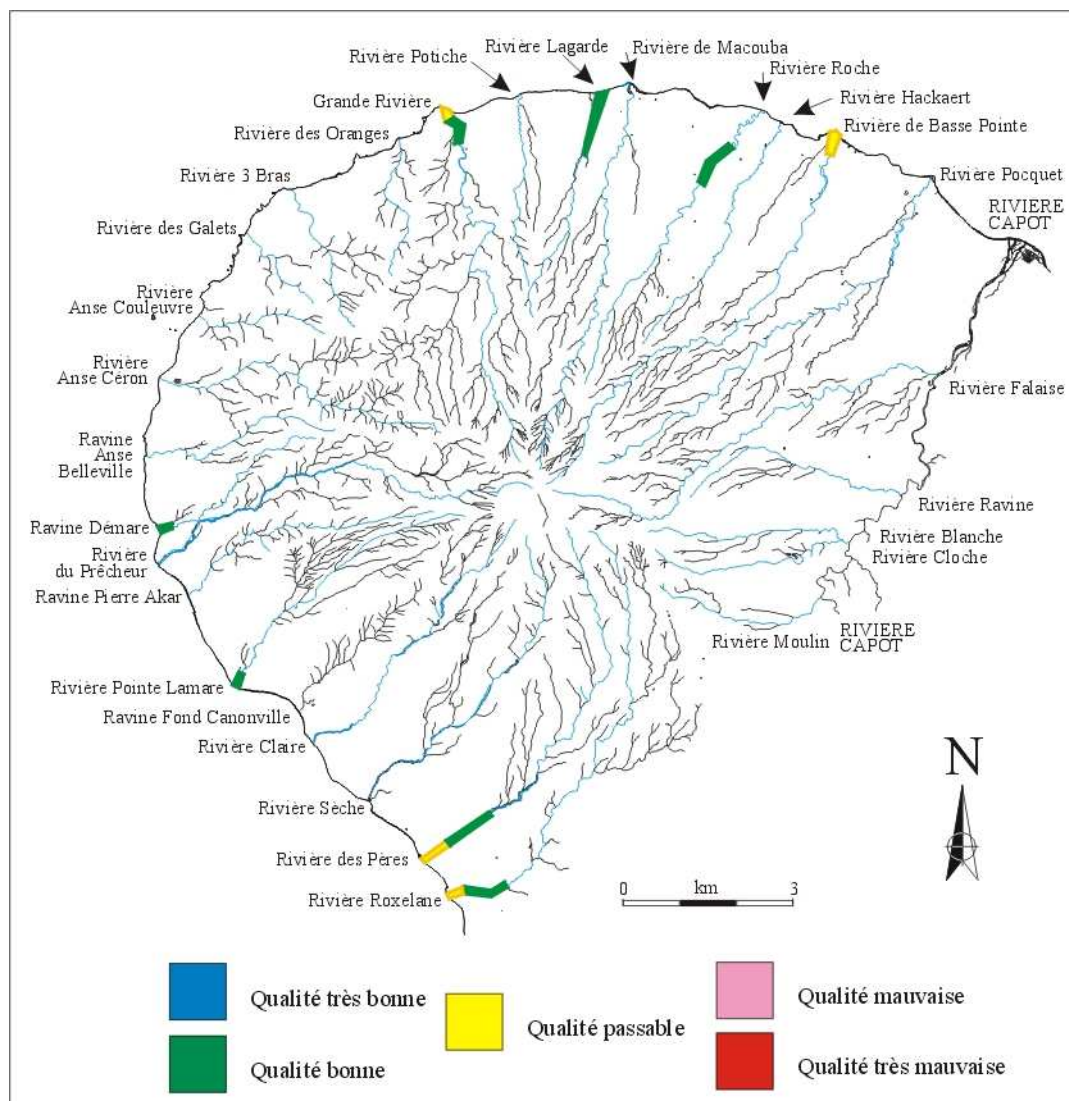 Rivière Lagarde
Rivière de Macouba
Rivière Potiche
Rivière Roche
Grande Rivière
Rivière Hackaert
Rivière des Oranges
Rivière de Basse Pointe
Rivière 3 Bras
Rivière Pocquet
RIVIERE
CAPOT
Rivière des Galets
Rivière
Anse Couleuvre
Rivière
Anse Céron
Rivière Falaise
Ravine
Anse
Belleville
Rivière Ravine
Ravine Démare
Rivière Blanche
Rivière
du Prêcheur
Rivière Cloche
Ravine Pierre Akar
Rivière Moulin
RIVIERE
CAPOT
Rivière Pointe Lamare
Ravine Fond Canonville
Rivière Claire
N
Rivière Sèche
Rivière des Pères
0 km 3
Rivière Roxelane
Qualité très bonne
Qualité bonne
Qualité passable
Qualité mauvaise
Qualité très mauvaise